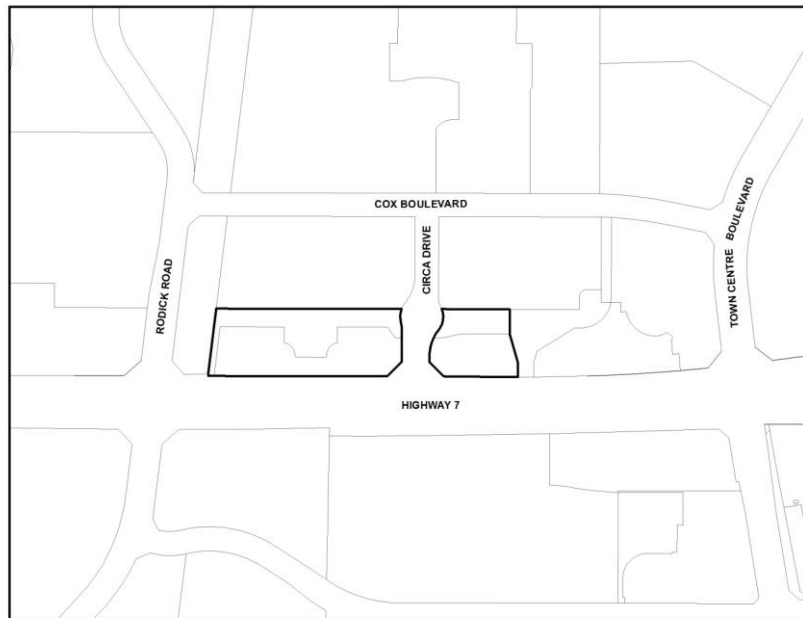 COX BOULEVARD
CIRCA DRIVE
RODICK ROAD
TOWN CENTRE BOULEVARD
HIGHWAY 7